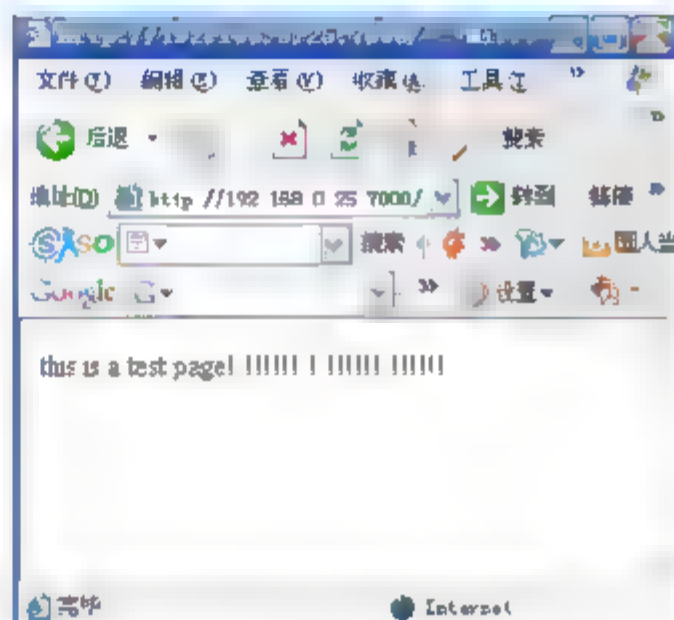 文件(F) 编辑(E) 查看(V) 收藏(A) 工具(T) »
后退 搜索 »
地址(D) http://192.168.0.25:7000/ 转到 链接 »
搜索 »
Google G »  设置
this is a test page! !!!!!! ! !!!!!! !!!!!!
完毕 Internet